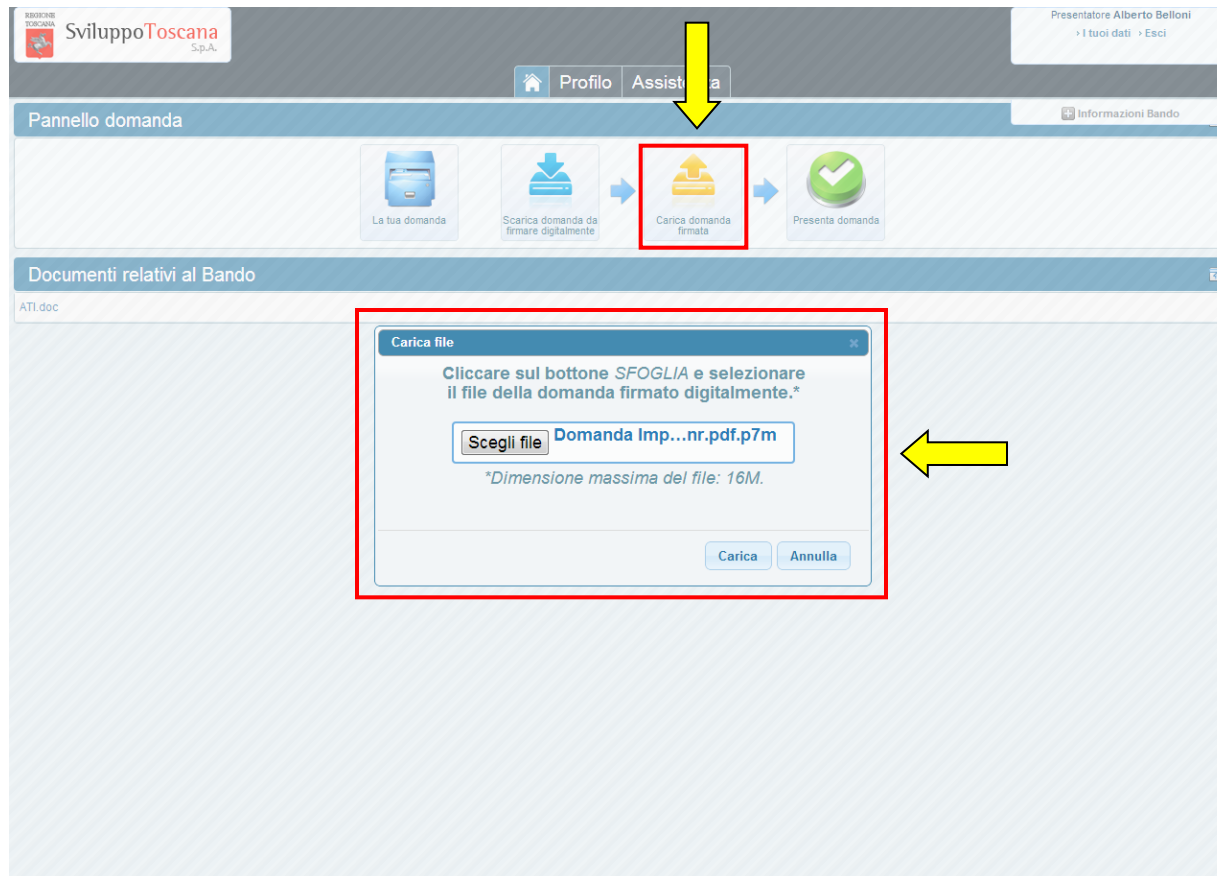 REGIONE
TOSCANA
SviluppoToscana
S.p.A.
Presentatore Alberto Belloni
› I tuoi dati › Esci
Profilo
Pannello domanda
Informazioni Bando
La tua domanda
Scarica domanda da
firmare digitalmente
Carica domanda
firmata
Presenta domanda
Documenti relativi al Bando
ATI.doc
Carica file
Cliccare sul bottone SFOGLIA e selezionare
il file della domanda firmato digitalmente.*
Scegli file Domanda Imp...nr.pdf.p7m
*Dimensione massima del file: 16M.
Carica Annulla